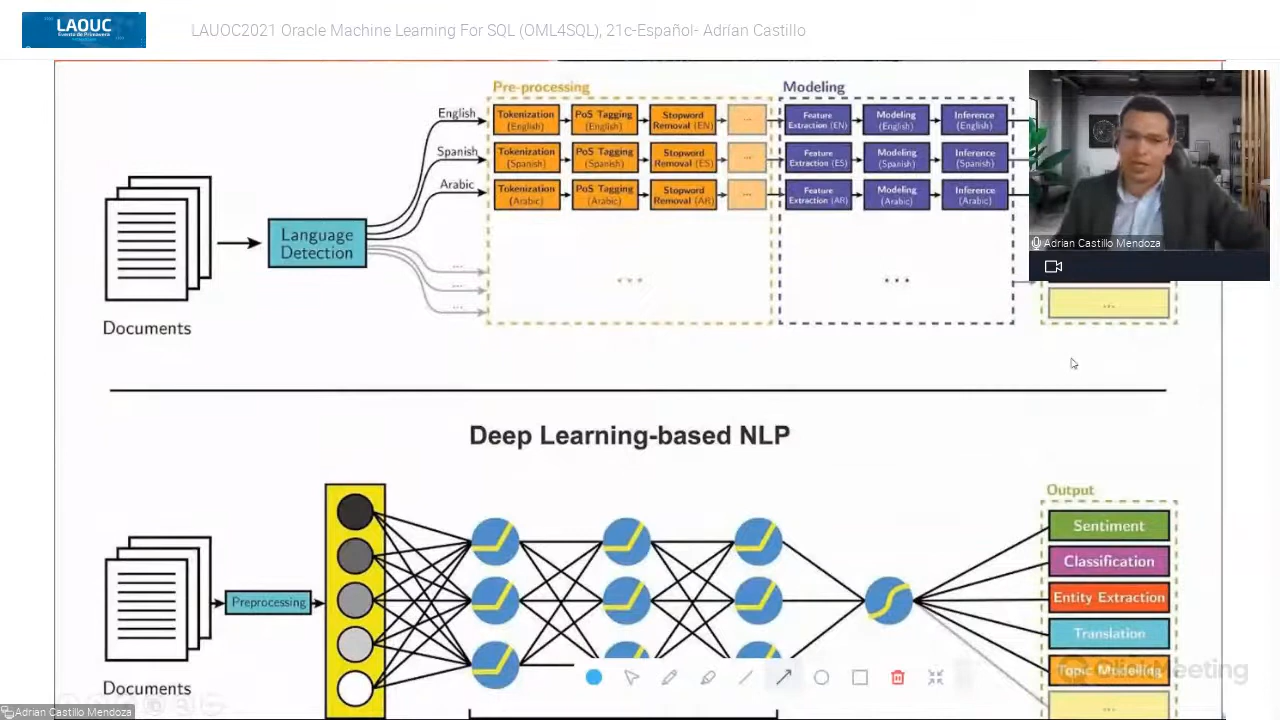 LAOUC
Evento de Primavera
LAUOC2021 Oracle Machine Learning For SQL (OML4SQL), 21c-Español- Adrían Castillo
Pre-processing
Modeling
English
Tokenization
(English)
PoS Tagging
(English)
Stopword
Removal (EN)
...
Feature
Extraction (EN)
Modeling
(English)
Inference
(English)
Spanish
Tokenization
(Spanish)
PoS Tagging
(Spanish)
Stopword
Removal (ES)
...
Feature
Extraction (ES)
Modeling
(Spanish)
Inference
(Spanish)
Arabic
Tokenization
(Arabic)
PoS Tagging
(Arabic)
Stopword
Removal (AR)
...
Feature
Extraction (AR)
Modeling
(Arabic)
Inference
(Arabic)
Adrian Castillo Mendoza
Language
Detection
...
...
...
...
...
...
Documents
Deep Learning-based NLP
Output
Sentiment
Classification
Entity Extraction
Preprocessing
Translation
Topic Modelling
...
Documents
Adrian Castillo Mendoza